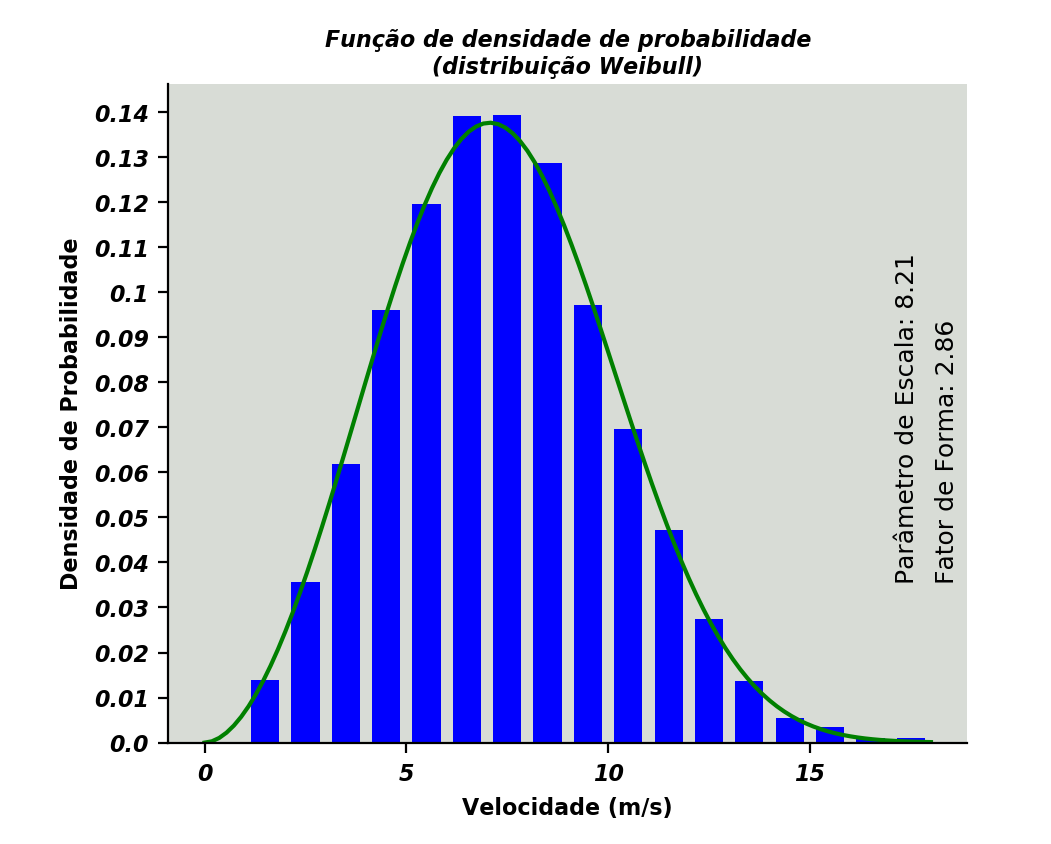 Função de densidade de probabilidade
(distribuição Weibull)
Densidade de Probabilidade
0.14
0.13
0.12
0.11
0.1
0.09
0.08
0.07
0.06
0.05
0.04
0.03
0.02
0.01
0.0
Parâmetro de Escala: 8.21
Fator de Forma: 2.86
0 5 10 15
Velocidade (m/s)